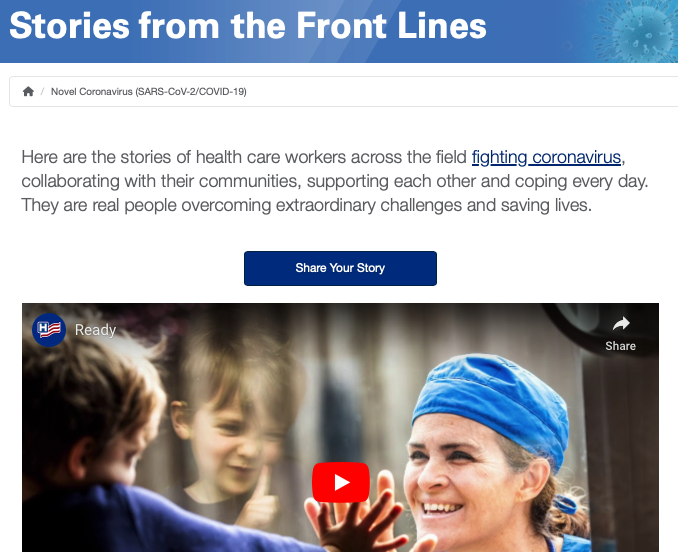 Stories from the Front Lines
/ Novel Coronavirus (SARS-CoV-2/COVID-19)
Here are the stories of health care workers across the field fighting coronavirus,
collaborating with their communities, supporting each other and coping every day.
They are real people overcoming extraordinary challenges and saving lives.
Share Your Story
H
Ready
Share